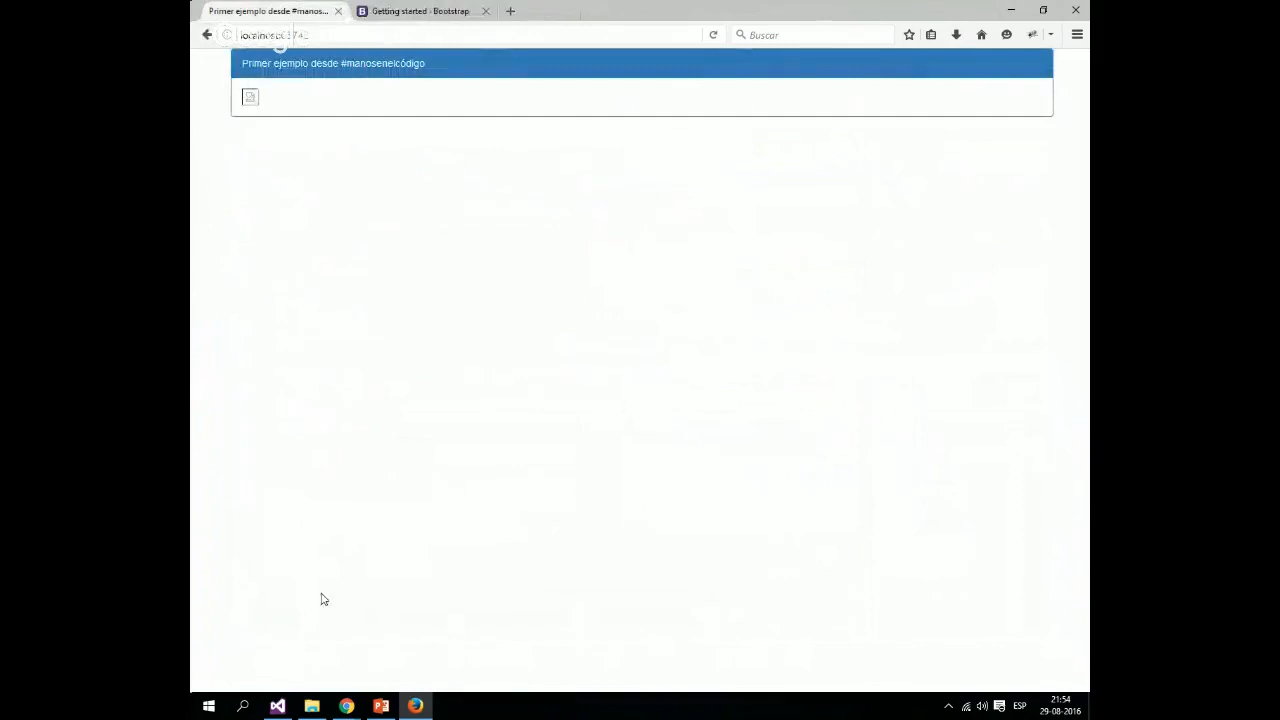 Primer ejemplo desde #manos...
Getting started · Bootstrap
Buscar
Primer ejemplo desde #manosenelcódigo
ESP
21:54
29-08-2016